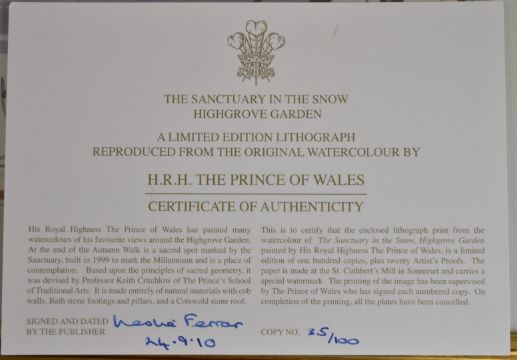 THE SANCTUARY IN THE SNOW
HIGHGROVE GARDEN
A LIMITED EDITION LITHOGRAPH
REPRODUCED FROM THE ORIGINAL WATERCOLOUR BY
H.R.H. THE PRINCE OF WALES
CERTIFICATE OF AUTHENTICITY
His Royal Highness The Prince of Wales has painted many
watercolours of his favourite views around the Highgrove Garden.
At the end of the Autumn Walk is a sacred spot marked by the
Sanctuary, built in 1999 to mark the Millennium and is a place of
contemplation. Based upon the principles of sacred geometry, it
was devised by Professor Keith Critchlow of The Prince's School
of Traditional Arts. It is made entirely of natural materials with cob
walls, Bath stone footings and pillars, and a Cotswold stone roof.
This is to certify that the enclosed lithograph print from the
watercolour of The Sanctuary in the Snow, Highgrove Garden
painted by His Royal Highness The Prince of Wales, is a limited
edition of one hundred copies, plus twenty Artist's Proofs. The
paper is made at the St. Cuthbert's Mill in Somerset and carries a
special watermark. The printing of the image has been supervised
by The Prince of Wales who has signed each numbered copy. On
completion of the printing, all the plates have been cancelled.
SIGNED AND DATED
BY THE PUBLISHER
Leslie Ferrar
24.9.10
COPY NO. 35/100